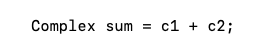 Complex sum = c1 + c2;